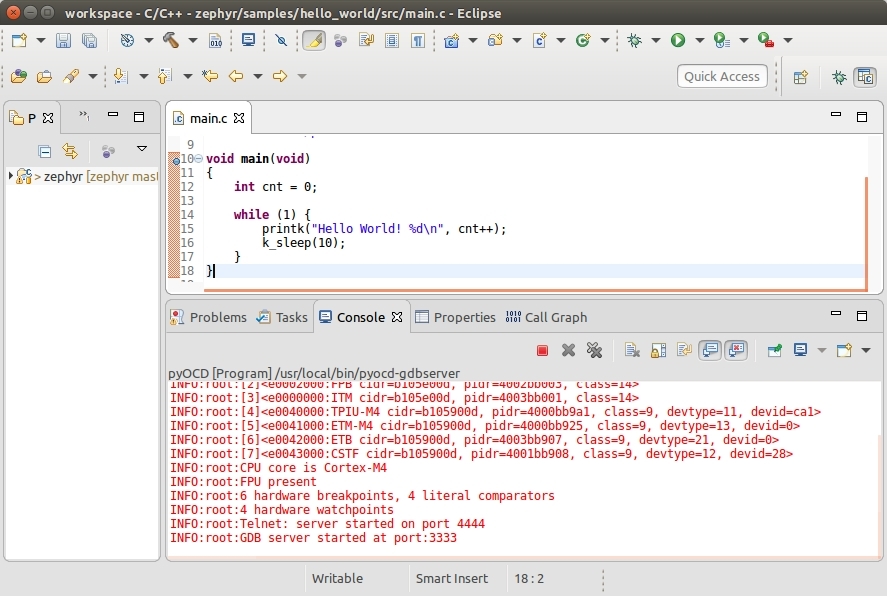 workspace - C/C++ - zephyr/samples/hello_world/src/main.c - Eclipse
Quick Access
P
main.c
> zephyr [zephyr mast
9
10 void main(void)
11 {
12     int cnt = 0;
13
14     while (1) {
15         printk("Hello World! %d\n", cnt++);
16         k_sleep(10);
17     }
18 }
Problems Tasks Console Properties Call Graph
pyOCD [Program] /usr/local/bin/pyocd-gdbserver
INFO:root:[2]<e0002000:FPB cidr=b105e00d, pidr=4002bb003, class=14>
INFO:root:[3]<e0000000:ITM cidr=b105e00d, pidr=4003bb001, class=14>
INFO:root:[4]<e0040000:TPIU-M4 cidr=b105900d, pidr=4000bb9a1, class=9, devtype=11, devid=ca1>
INFO:root:[5]<e0041000:ETM-M4 cidr=b105900d, pidr=4000bb925, class=9, devtype=13, devid=0>
INFO:root:[6]<e0042000:ETB cidr=b105900d, pidr=4003bb907, class=9, devtype=21, devid=0>
INFO:root:[7]<e0043000:CSTF cidr=b105900d, pidr=4001bb908, class=9, devtype=12, devid=28>
INFO:root:CPU core is Cortex-M4
INFO:root:FPU present
INFO:root:6 hardware breakpoints, 4 literal comparators
INFO:root:4 hardware watchpoints
INFO:root:Telnet: server started on port 4444
INFO:root:GDB server started at port:3333
Writable Smart Insert 18 : 2